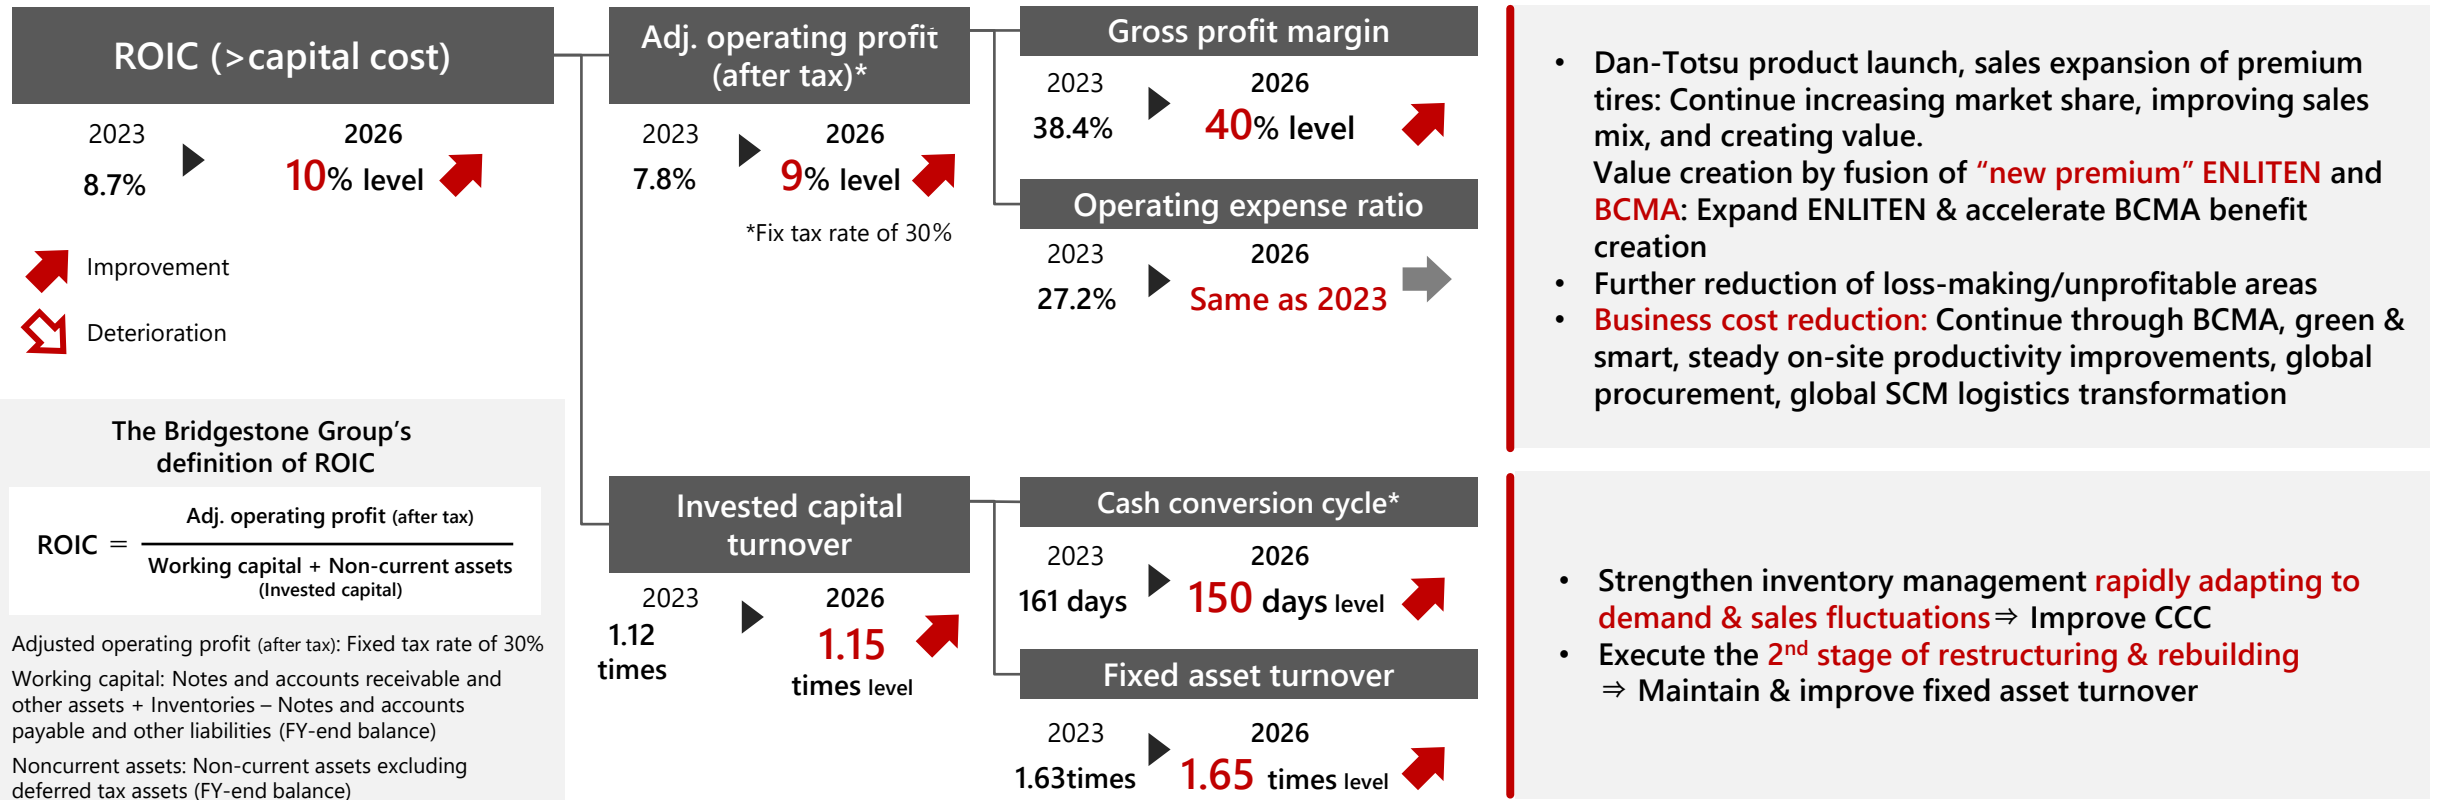 ROIC (>capital cost)
2023
2026
8.7%
10% level
Improvement
Deterioration
The Bridgestone Group's
definition of ROIC
ROIC =
Adj. operating profit (after tax)
Working capital + Non-current assets
(Invested capital)
Adjusted operating profit (after tax): Fixed tax rate of 30%
Working capital: Notes and accounts receivable and
other assets + Inventories – Notes and accounts
payable and other liabilities (FY-end balance)
Noncurrent assets: Non-current assets excluding
deferred tax assets (FY-end balance)
Adj. operating profit
(after tax)*
2023
2026
7.8%
9% level
*Fix tax rate of 30%
Gross profit margin
2023
2026
38.4%
40% level
Operating expense ratio
2023
2026
27.2%
Same as 2023
Invested capital
turnover
2023
2026
1.12
times
1.15
times level
Cash conversion cycle*
2023
2026
161 days
150 days level
Fixed asset turnover
2023
2026
1.63times
1.65 times level
• Dan-Totsu product launch, sales expansion of premium
tires: Continue increasing market share, improving sales
mix, and creating value.
Value creation by fusion of “new premium” ENLITEN and
BCMA: Expand ENLITEN & accelerate BCMA benefit
creation
• Further reduction of loss-making/unprofitable areas
• Business cost reduction: Continue through BCMA, green &
smart, steady on-site productivity improvements, global
procurement, global SCM logistics transformation
• Strengthen inventory management rapidly adapting to
demand & sales fluctuations⇒ Improve CCC
• Execute the 2nd stage of restructuring & rebuilding
⇒ Maintain & improve fixed asset turnover